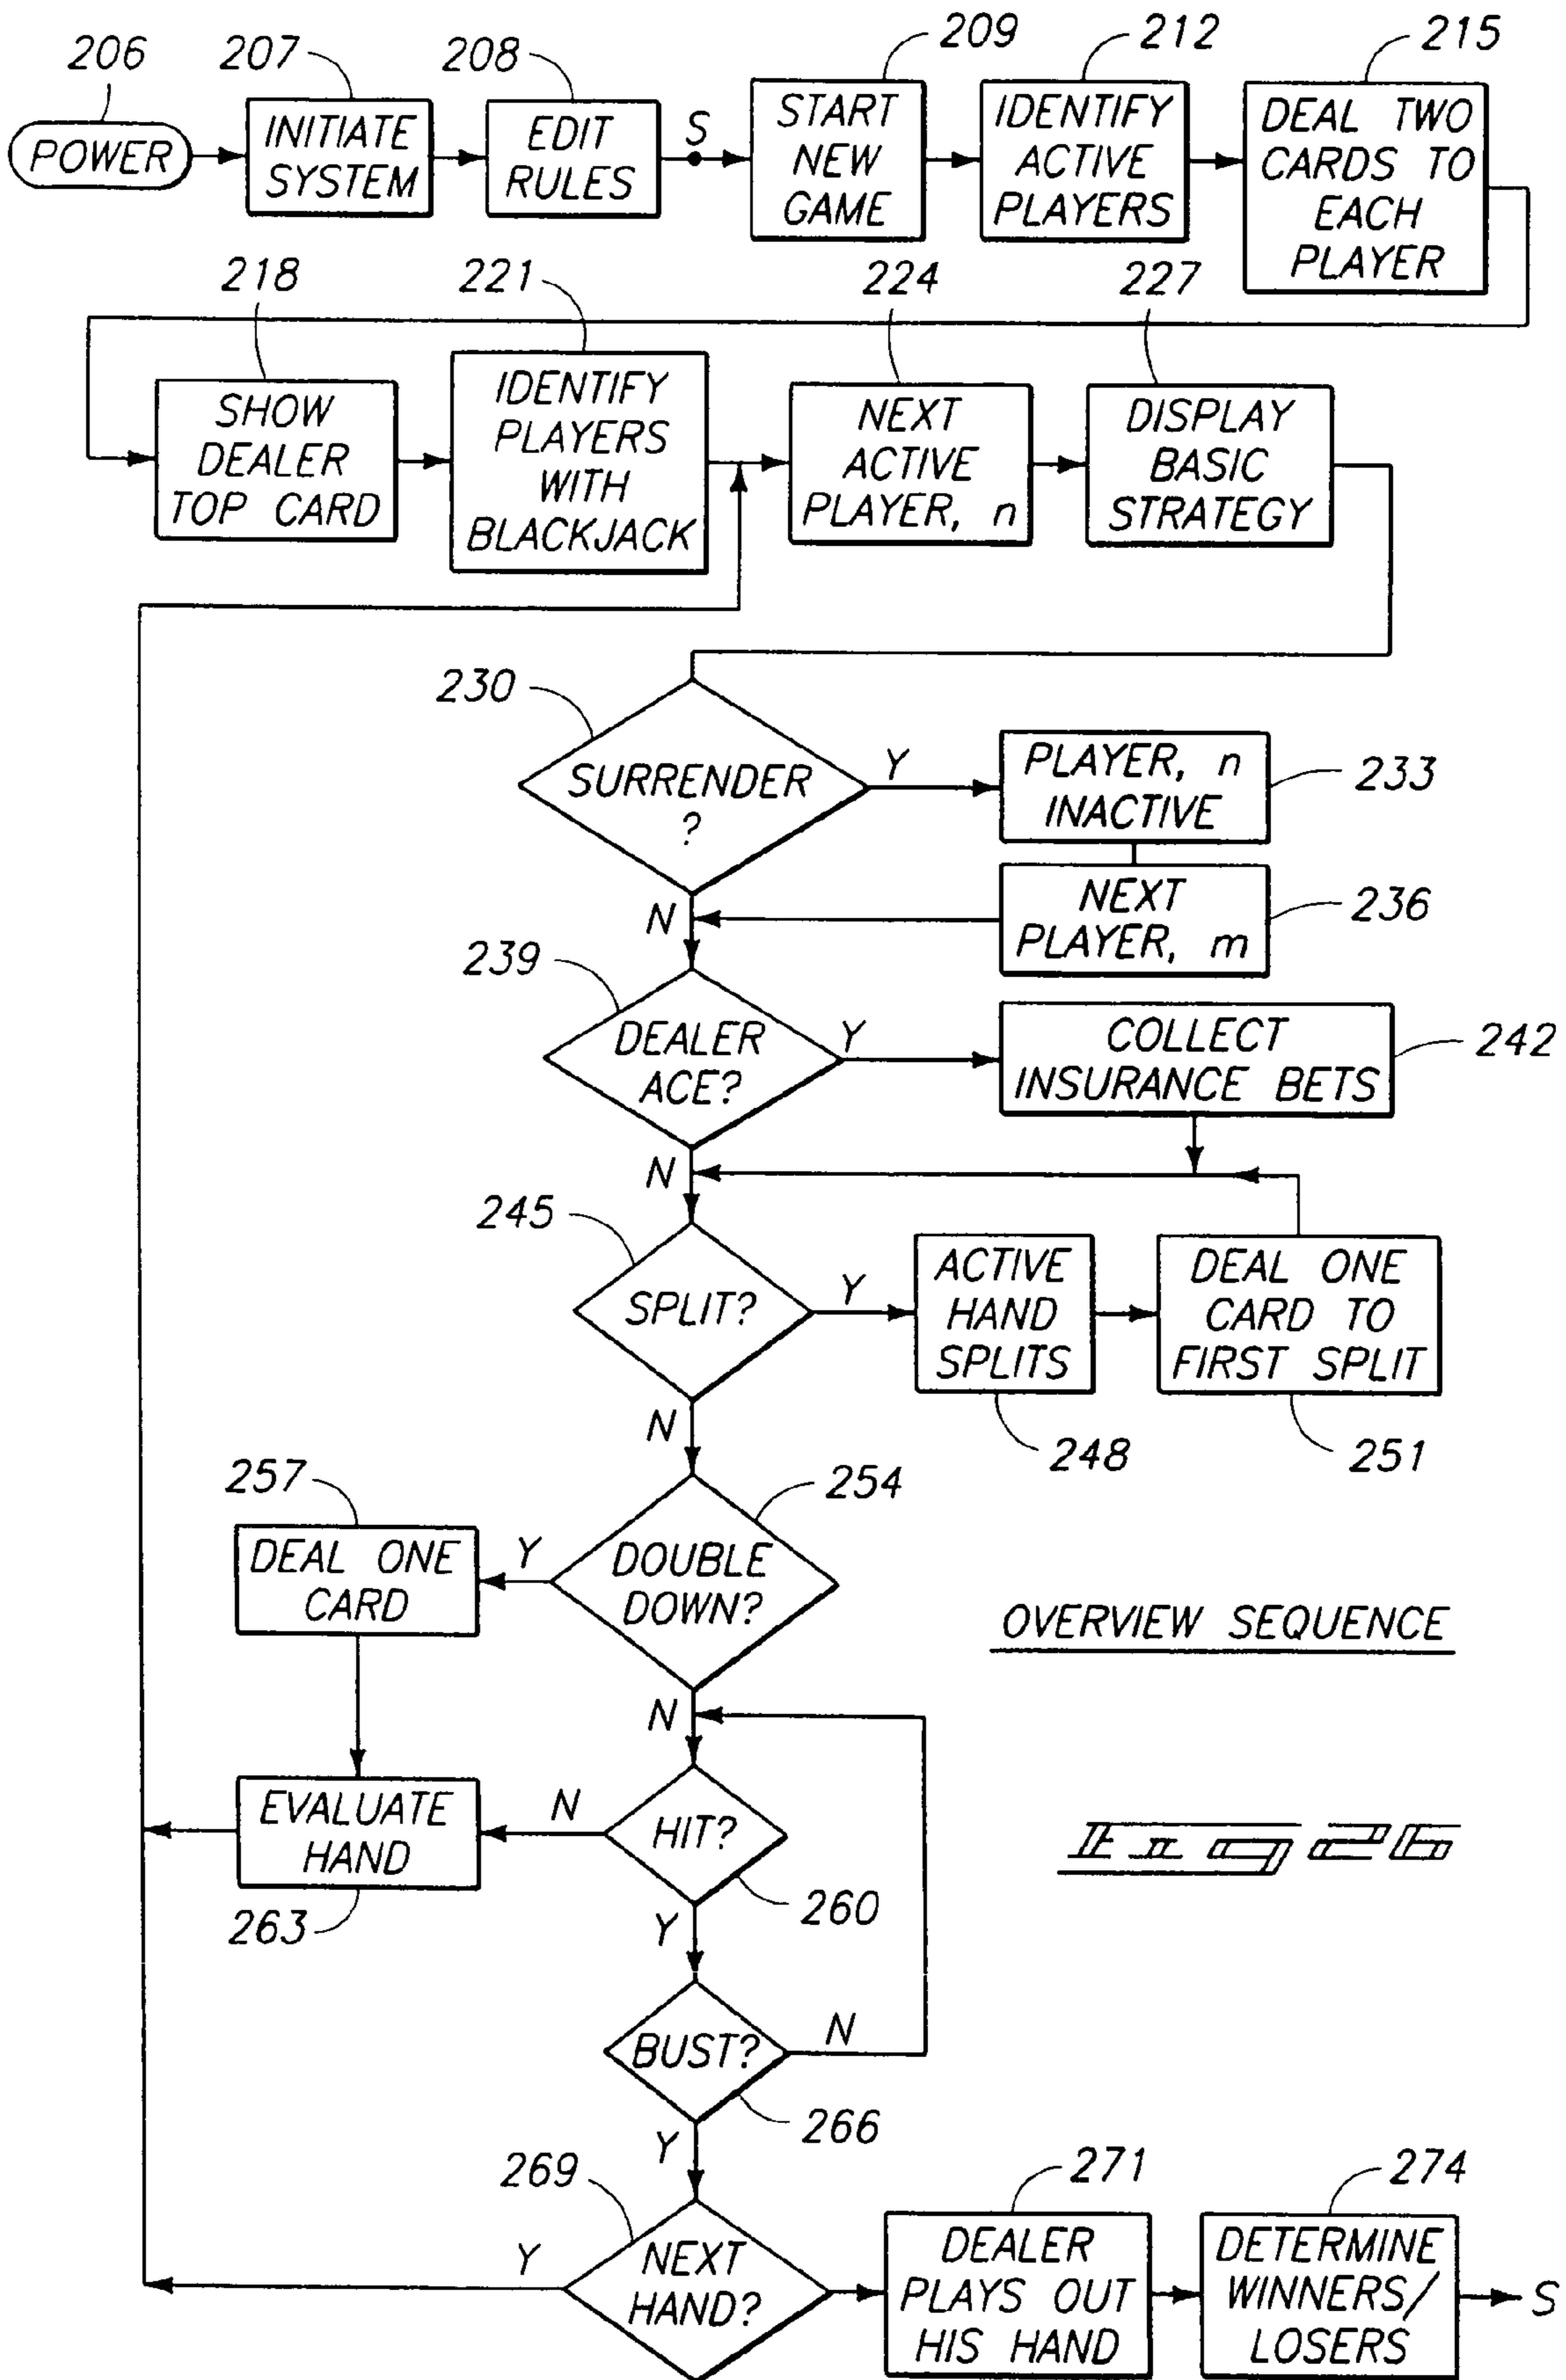 206
207
208
209
212
215
POWER
INITIATE
SYSTEM
EDIT
RULES
S
START
NEW
GAME
IDENTIFY
ACTIVE
PLAYERS
DEAL TWO
CARDS TO
EACH
PLAYER
218
221
224
227
SHOW
DEALER
TOP CARD
IDENTIFY
PLAYERS
WITH
BLACKJACK
NEXT
ACTIVE
PLAYER, n
DISPLAY
BASIC
STRATEGY
230
SURRENDER
?
Y
PLAYER, n
INACTIVE
233
N
NEXT
PLAYER, m
236
239
DEALER
ACE?
Y
COLLECT
INSURANCE BETS
242
N
245
SPLIT?
Y
ACTIVE
HAND
SPLITS
DEAL ONE
CARD TO
FIRST SPLIT
N
248
251
257
254
DEAL ONE
CARD
Y
DOUBLE
DOWN?
OVERVIEW SEQUENCE
N
EVALUATE
HAND
N
HIT?
Fig 26
263
260
Y
BUST?
N
266
Y
269
271
274
Y
NEXT
HAND?
DEALER
PLAYS OUT
HIS HAND
DETERMINE
WINNERS/
LOSERS
S